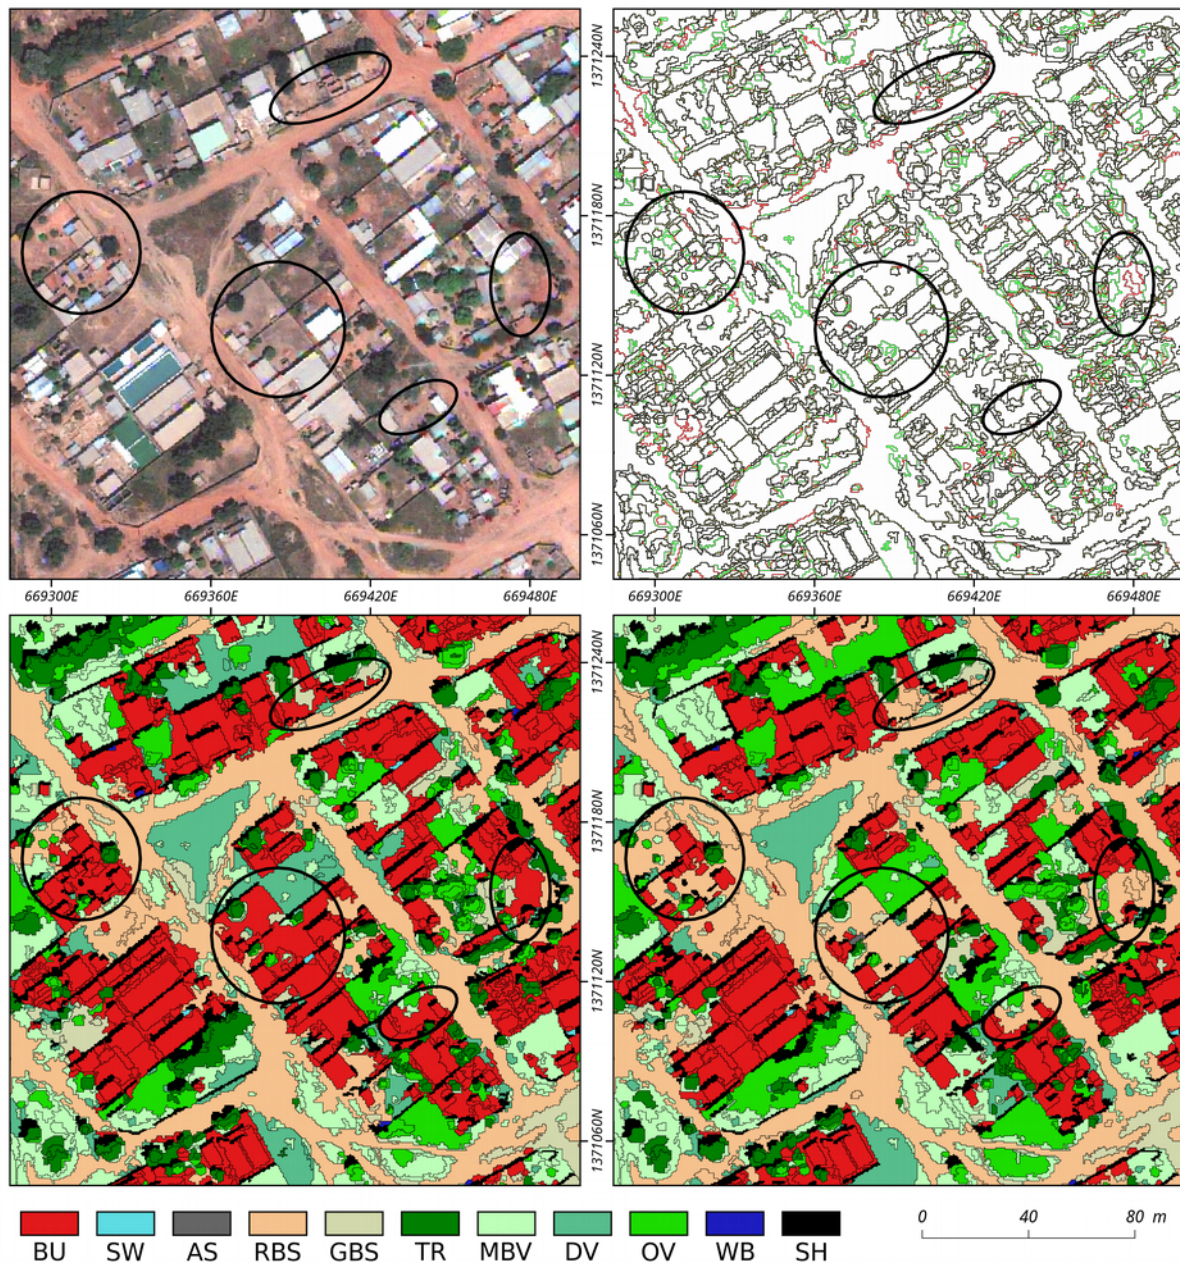 1371240N
1371180N
1371120N
1371060N
669300E 669360E 669420E 669480E
669300E 669360E 669420E 669480E
1371240N
1371180N
1371120N
1371060N
BU SW AS RBS GBS TR MBV DV OV WB SH
0 40 80 m